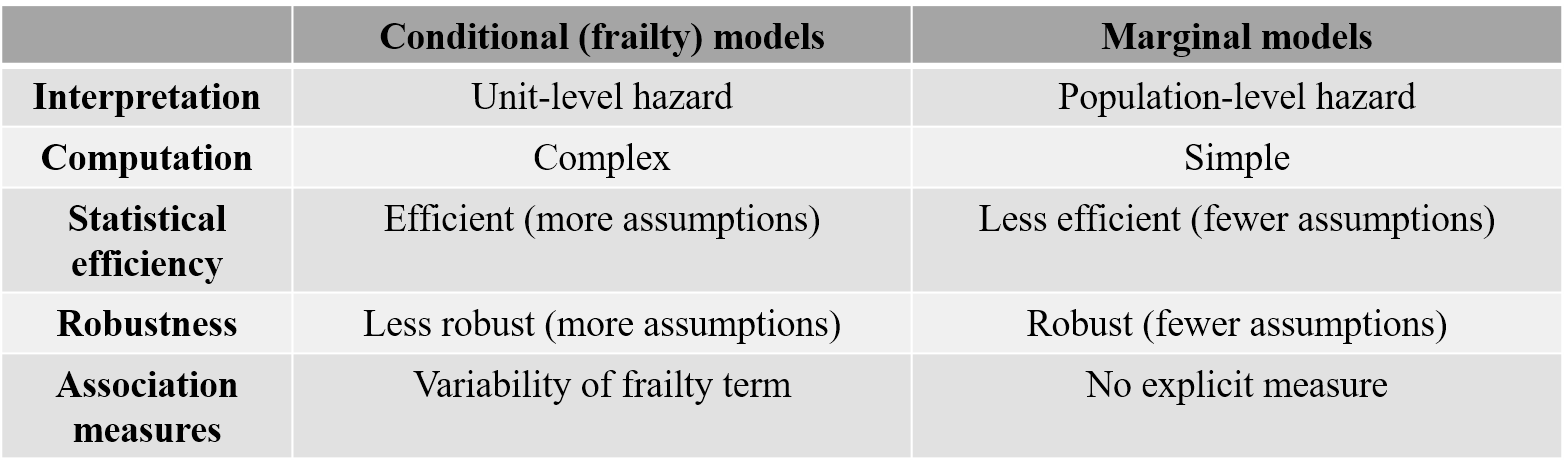 Conditional (frailty) models
Marginal models
Interpretation
Unit-level hazard
Population-level hazard
Computation
Complex
Simple
Statistical
efficiency
Efficient (more assumptions)
Less efficient (fewer assumptions)
Robustness
Less robust (more assumptions)
Robust (fewer assumptions)
Association
measures
Variability of frailty term
No explicit measure